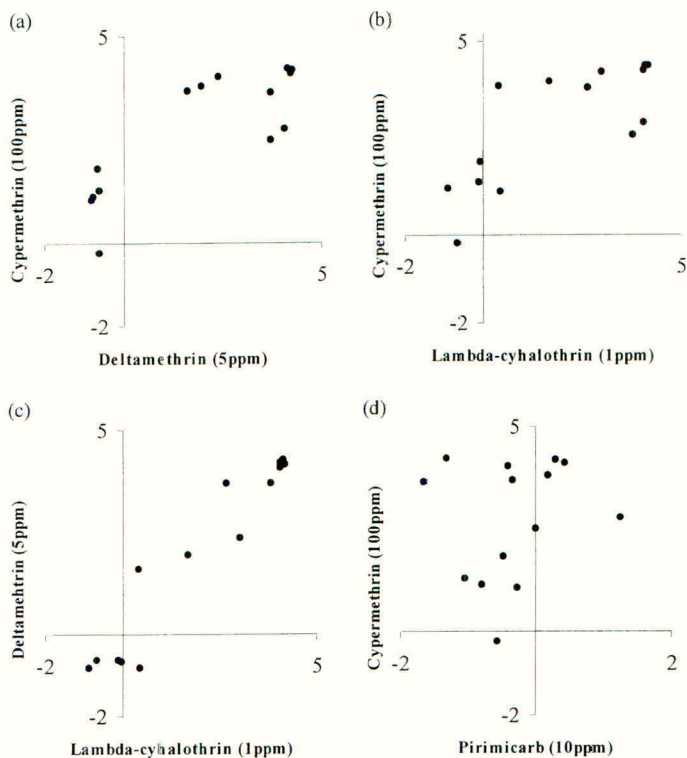 (a)
5
Cypermethrin (100ppm)
-2
5
-2
Deltamethrin (5ppm)
(b)
5
Cypermethrin (100ppm)
-2
5
-2
Lambda-cyhalothrin (1ppm)
(c)
5
Deltamehtrin (5ppm)
-2
5
-2
Lambda-cyhalothrin (1ppm)
(d)
5
Cypermethrin (100ppm)
-2
2
-2
Pirimicarb (10ppm)